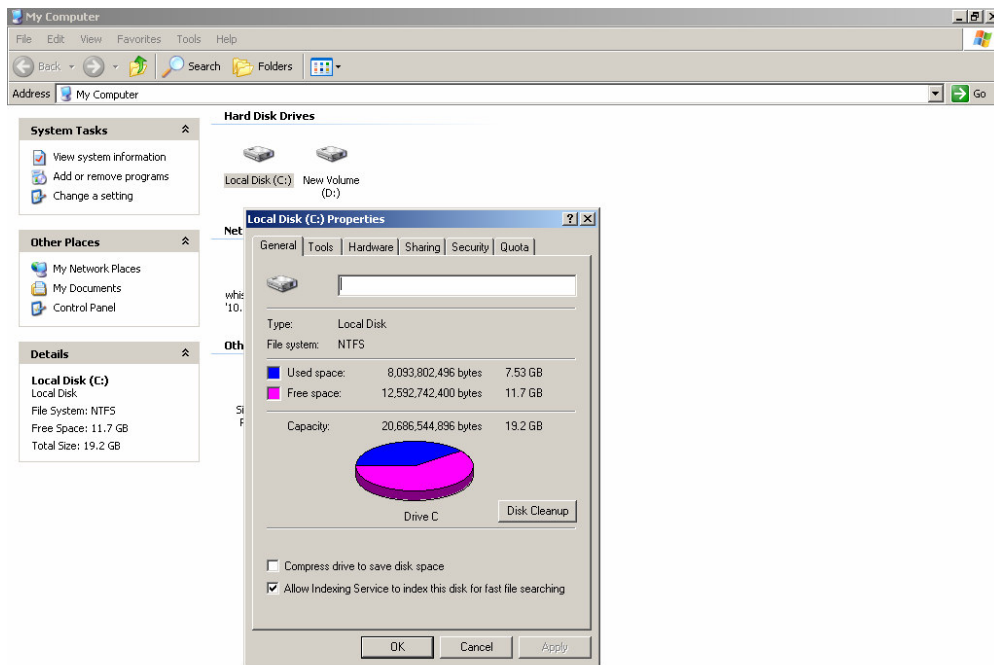 My Computer
File Edit View Favorites Tools Help
Back Search Folders
Address My Computer Go
System Tasks
View system information
Add or remove programs
Change a setting
Other Places
My Network Places
My Documents
Control Panel
Details
Local Disk (C:)
Local Disk
File System: NTFS
Free Space: 11.7 GB
Total Size: 19.2 GB
Hard Disk Drives
Local Disk (C:) New Volume
(D:)
Net
whis
'10.
Oth
Local Disk (C:) Properties
General Tools Hardware Sharing Security Quota
Type: Local Disk
File system: NTFS
Used space: 8,093,802,496 bytes 7.53 GB
Free space: 12,592,742,400 bytes 11.7 GB
Capacity: 20,686,544,896 bytes 19.2 GB
Drive C
Disk Cleanup
Compress drive to save disk space
Allow Indexing Service to index this disk for fast file searching
OK Cancel Apply